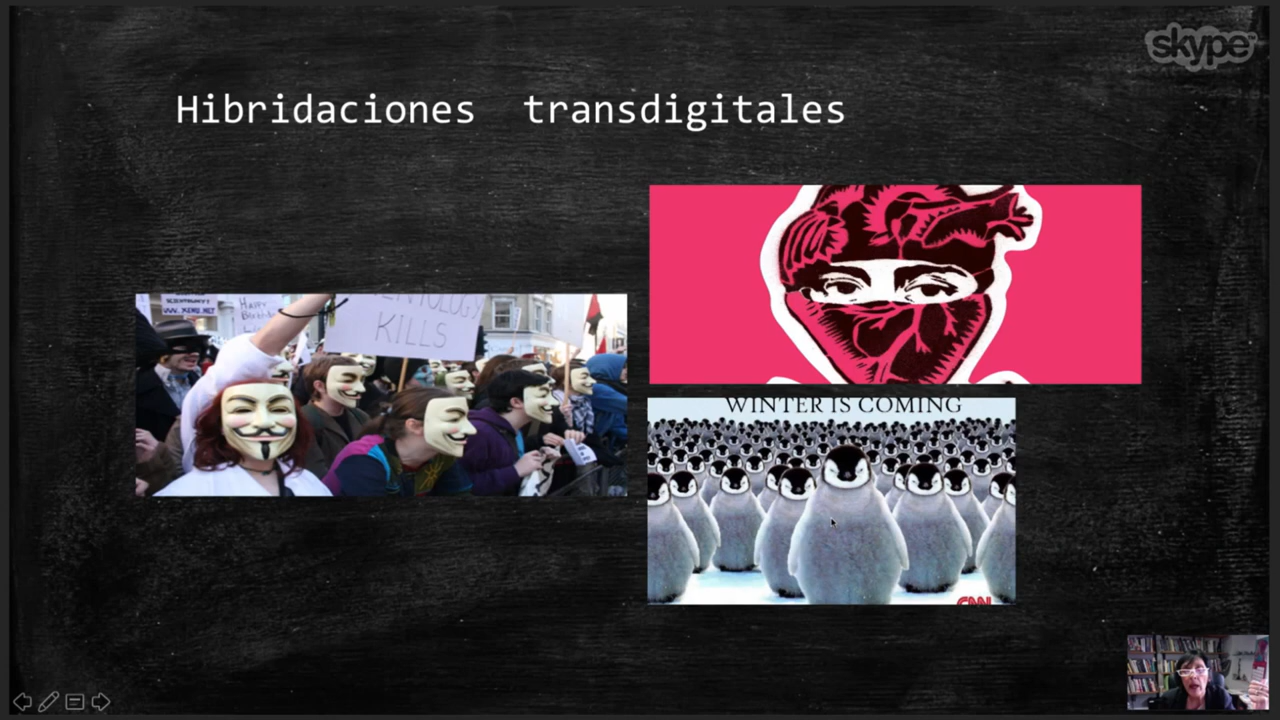 skype
Hibridaciones transdigitales
KILLS
WINTER IS COMING
CNN